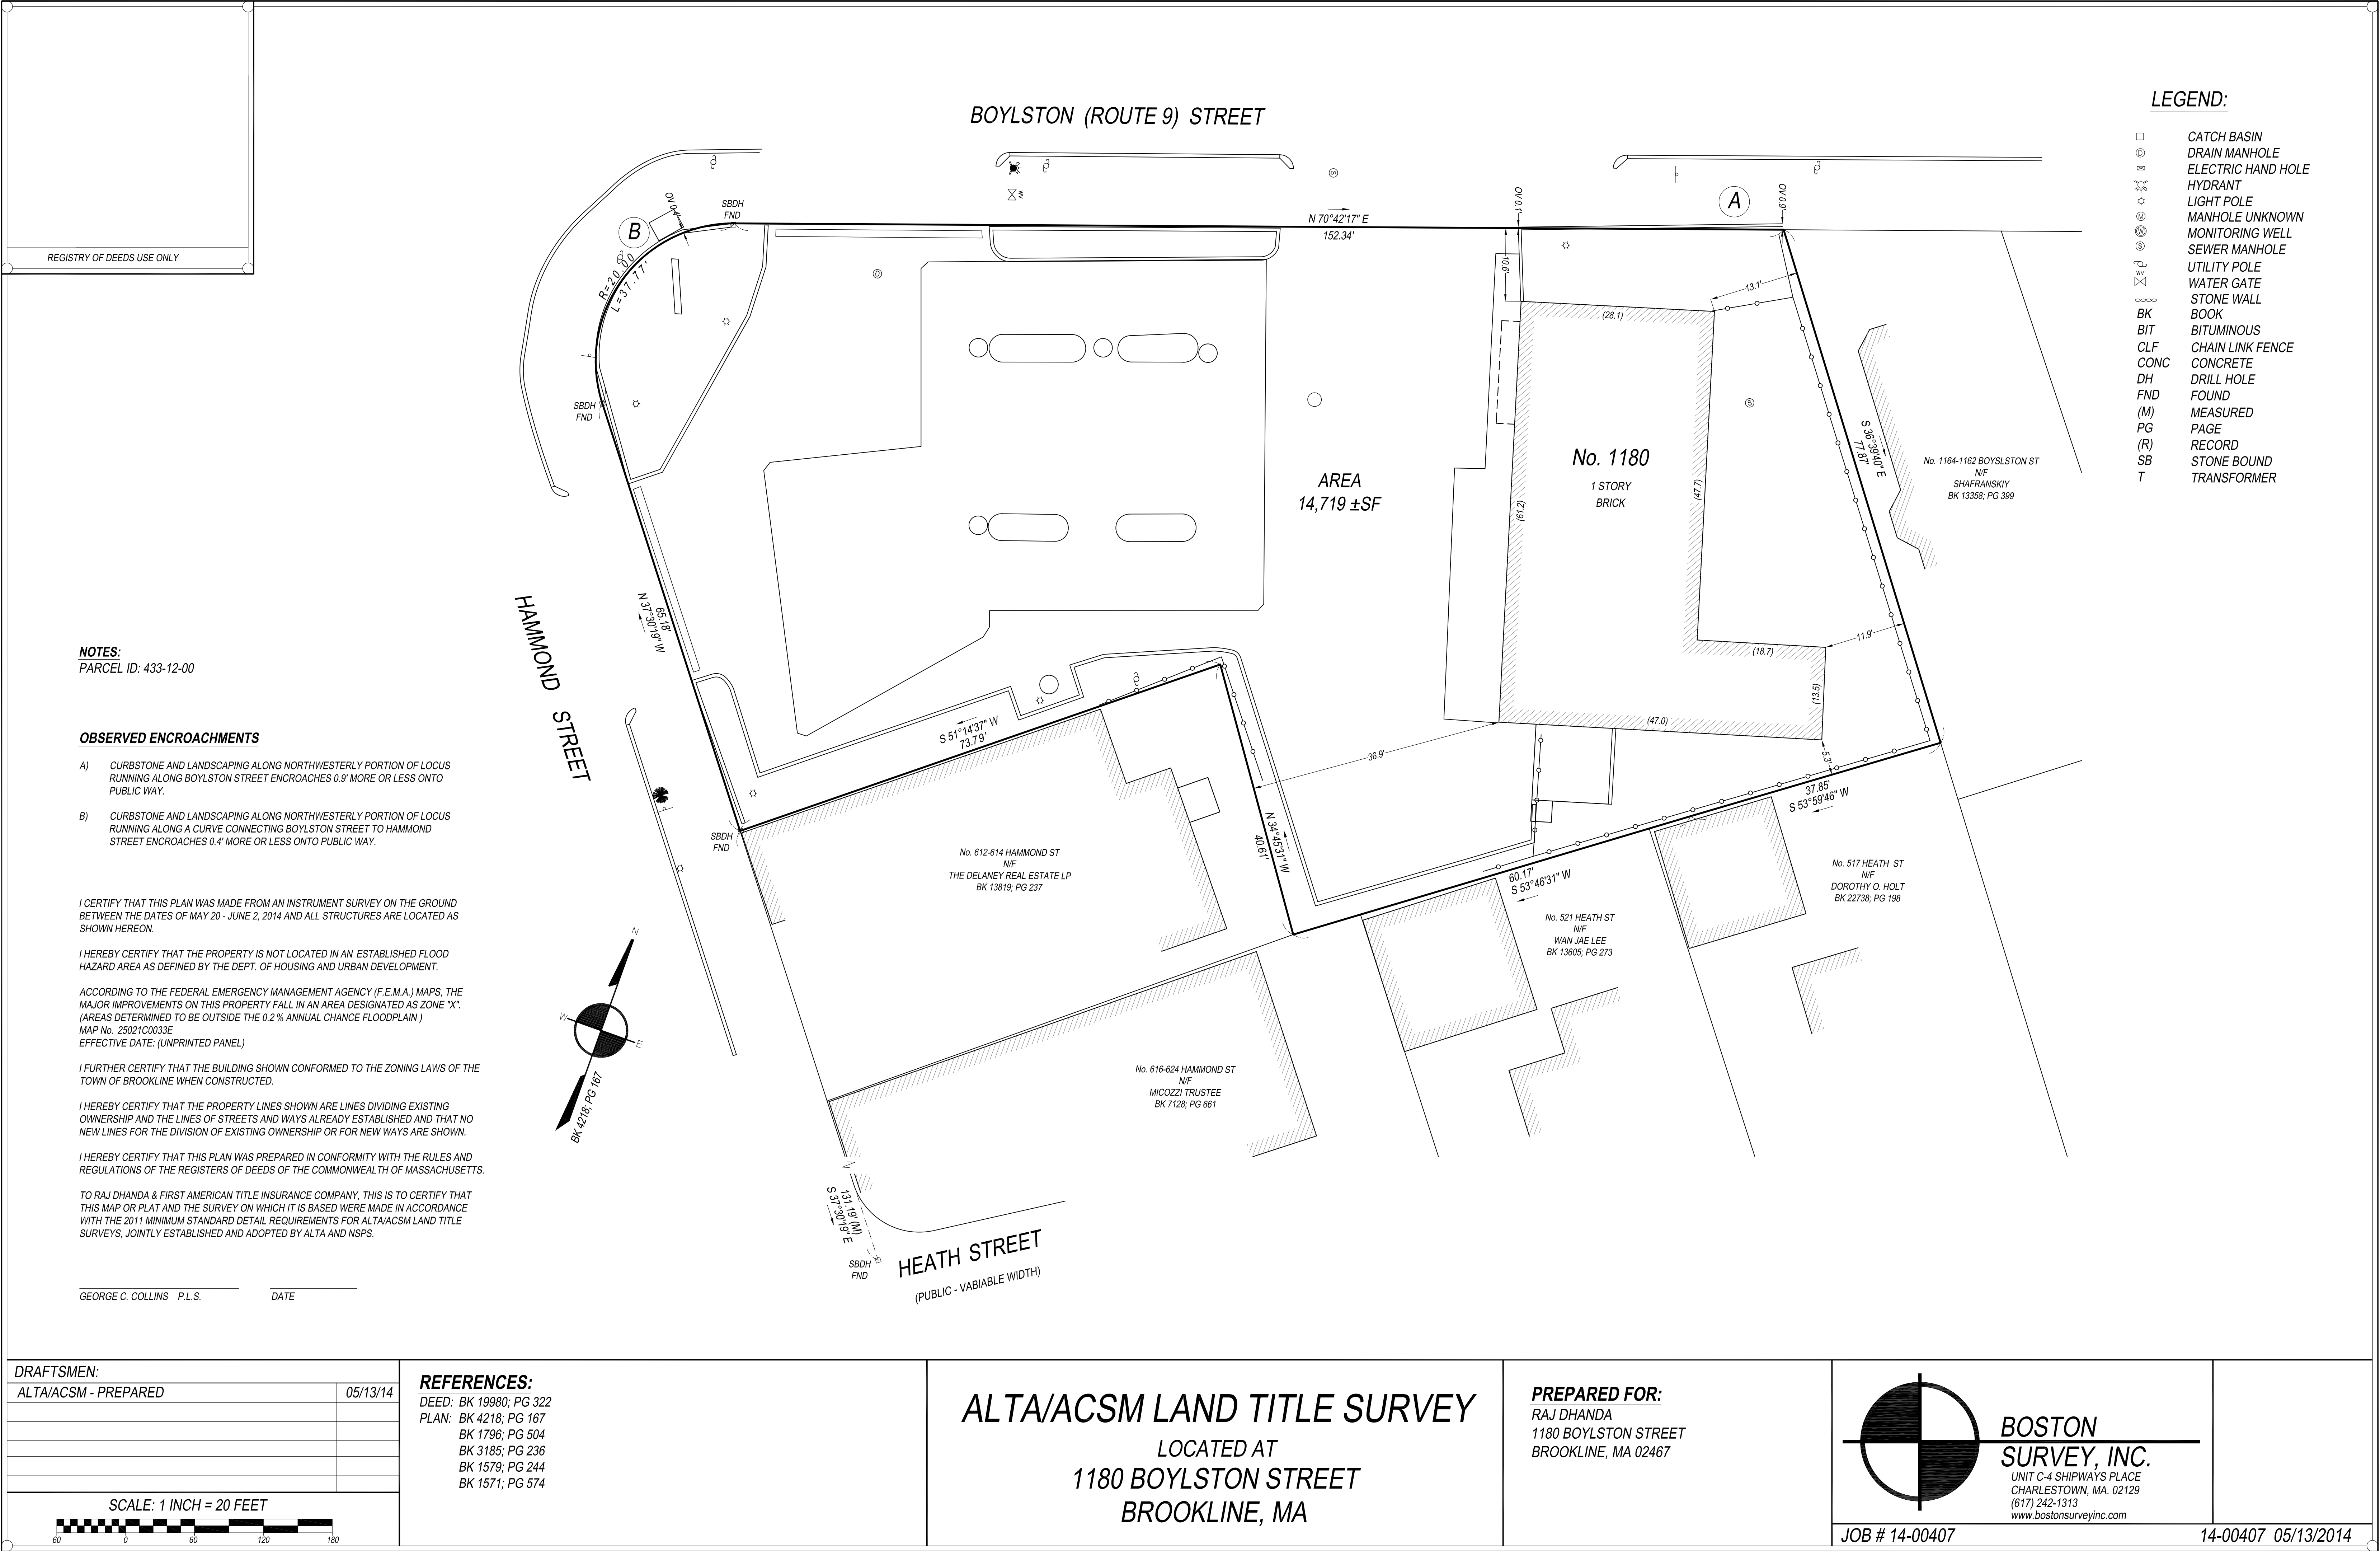 REGISTRY OF DEEDS USE ONLY
BOYLSTON (ROUTE 9) STREET
LEGEND:
CATCH BASIN
D DRAIN MANHOLE
ELECTRIC HAND HOLE
HYDRANT
LIGHT POLE
M MANHOLE UNKNOWN
W MONITORING WELL
S SEWER MANHOLE
UTILITY POLE
WV WATER GATE
STONE WALL
BK BOOK
BIT BITUMINOUS
CLF CHAIN LINK FENCE
CONC CONCRETE
DH DRILL HOLE
FND FOUND
(M) MEASURED
PG PAGE
(R) RECORD
SB STONE BOUND
T TRANSFORMER
OV 0.4'
SBDH
FND
B
R=20.00
L=37.77'
WV
S
N 70°42'17" E
152.34'
OV 0.1'
A
OV 0.9'
D
10.6'
13.1'
(28.1)
SBDH
FND
S
S 36°39'40" E
77.87'
No. 1164-1162 BOYSLSTON ST
N/F
SHAFRANSKIY
BK 13358; PG 399
No. 1180
1 STORY
BRICK
AREA
14,719 ±SF
(61.2)
(47.7)
65.18'
N 37°30'19" W
HAMMOND STREET
11.9'
(18.7)
(13.5)
(47.0)
S 51°14'37" W
73.79'
36.9'
5.3'
37.85'
S 53°59'46" W
N 34°45'31" W
40.61'
SBDH
FND
No. 612-614 HAMMOND ST
N/F
THE DELANEY REAL ESTATE LP
BK 13819; PG 237
60.17'
S 53°46'31" W
No. 517 HEATH ST
N/F
DOROTHY O. HOLT
BK 22738; PG 198
No. 521 HEATH ST
N/F
WAN JAE LEE
BK 13605; PG 273
No. 616-624 HAMMOND ST
N/F
MICOZZI TRUSTEE
BK 7128; PG 661
N
W
E
BK 4218; PG 167
131.19' (M)
S 37°30'19" E
SBDH
FND
HEATH STREET
(PUBLIC - VABIABLE WIDTH)
NOTES:
PARCEL ID: 433-12-00
OBSERVED ENCROACHMENTS
A) CURBSTONE AND LANDSCAPING ALONG NORTHWESTERLY PORTION OF LOCUS
RUNNING ALONG BOYLSTON STREET ENCROACHES 0.9' MORE OR LESS ONTO
PUBLIC WAY.
B) CURBSTONE AND LANDSCAPING ALONG NORTHWESTERLY PORTION OF LOCUS
RUNNING ALONG A CURVE CONNECTING BOYLSTON STREET TO HAMMOND
STREET ENCROACHES 0.4' MORE OR LESS ONTO PUBLIC WAY.
I CERTIFY THAT THIS PLAN WAS MADE FROM AN INSTRUMENT SURVEY ON THE GROUND
BETWEEN THE DATES OF MAY 20 - JUNE 2, 2014 AND ALL STRUCTURES ARE LOCATED AS
SHOWN HEREON.
I HEREBY CERTIFY THAT THE PROPERTY IS NOT LOCATED IN AN ESTABLISHED FLOOD
HAZARD AREA AS DEFINED BY THE DEPT. OF HOUSING AND URBAN DEVELOPMENT.
ACCORDING TO THE FEDERAL EMERGENCY MANAGEMENT AGENCY (F.E.M.A.) MAPS, THE
MAJOR IMPROVEMENTS ON THIS PROPERTY FALL IN AN AREA DESIGNATED AS ZONE "X".
(AREAS DETERMINED TO BE OUTSIDE THE 0.2 % ANNUAL CHANCE FLOODPLAIN )
MAP No. 25021C0033E
EFFECTIVE DATE: (UNPRINTED PANEL)
I FURTHER CERTIFY THAT THE BUILDING SHOWN CONFORMED TO THE ZONING LAWS OF THE
TOWN OF BROOKLINE WHEN CONSTRUCTED.
I HEREBY CERTIFY THAT THE PROPERTY LINES SHOWN ARE LINES DIVIDING EXISTING
OWNERSHIP AND THE LINES OF STREETS AND WAYS ALREADY ESTABLISHED AND THAT NO
NEW LINES FOR THE DIVISION OF EXISTING OWNERSHIP OR FOR NEW WAYS ARE SHOWN.
I HEREBY CERTIFY THAT THIS PLAN WAS PREPARED IN CONFORMITY WITH THE RULES AND
REGULATIONS OF THE REGISTERS OF DEEDS OF THE COMMONWEALTH OF MASSACHUSETTS.
TO RAJ DHANDA & FIRST AMERICAN TITLE INSURANCE COMPANY, THIS IS TO CERTIFY THAT
THIS MAP OR PLAT AND THE SURVEY ON WHICH IT IS BASED WERE MADE IN ACCORDANCE
WITH THE 2011 MINIMUM STANDARD DETAIL REQUIREMENTS FOR ALTA/ACSM LAND TITLE
SURVEYS, JOINTLY ESTABLISHED AND ADOPTED BY ALTA AND NSPS.
GEORGE C. COLLINS P.L.S. DATE
DRAFTSMEN:
ALTA/ACSM - PREPARED 05/13/14
SCALE: 1 INCH = 20 FEET
60 0 60 120 180
REFERENCES:
DEED: BK 19980; PG 322
PLAN: BK 4218; PG 167
BK 1796; PG 504
BK 3185; PG 236
BK 1579; PG 244
BK 1571; PG 574
ALTA/ACSM LAND TITLE SURVEY
LOCATED AT
1180 BOYLSTON STREET
BROOKLINE, MA
PREPARED FOR:
RAJ DHANDA
1180 BOYLSTON STREET
BROOKLINE, MA 02467
BOSTON
SURVEY, INC.
UNIT C-4 SHIPWAYS PLACE
CHARLESTOWN, MA. 02129
(617) 242-1313
www.bostonsurveyinc.com
JOB # 14-00407
14-00407 05/13/2014